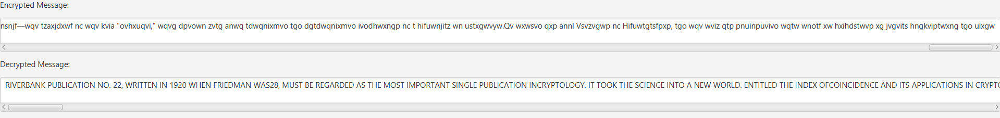 Encrypted Message:
nsnjf—wqv tzaxjdxwf nc wqv kvia "ovhxuqvi," wqvg dpvown zvtg anwq tdwqnixmvo tgo dgtdwqnixmvo ivodhwxngp nc t hifuwnjitz wn ustxgwvyw.Qv wxwsvo qxp annl Vsvzvgwp nc Hifuwtgtsfpxp, tgo wqv wviz qtp pnuinpuvivo wqtw wnotf xw hxihdstwvp xg jvgvits hngkviptwxng tgo uixgw
Decrypted Message:
RIVERBANK PUBLICATION NO. 22, WRITTEN IN 1920 WHEN FRIEDMAN WAS28, MUST BE REGARDED AS THE MOST IMPORTANT SINGLE PUBLICATION INCRYPTOLOGY. IT TOOK THE SCIENCE INTO A NEW WORLD. ENTITLED THE INDEX OFCOINCIDENCE AND ITS APPLICATIONS IN CRYPTO